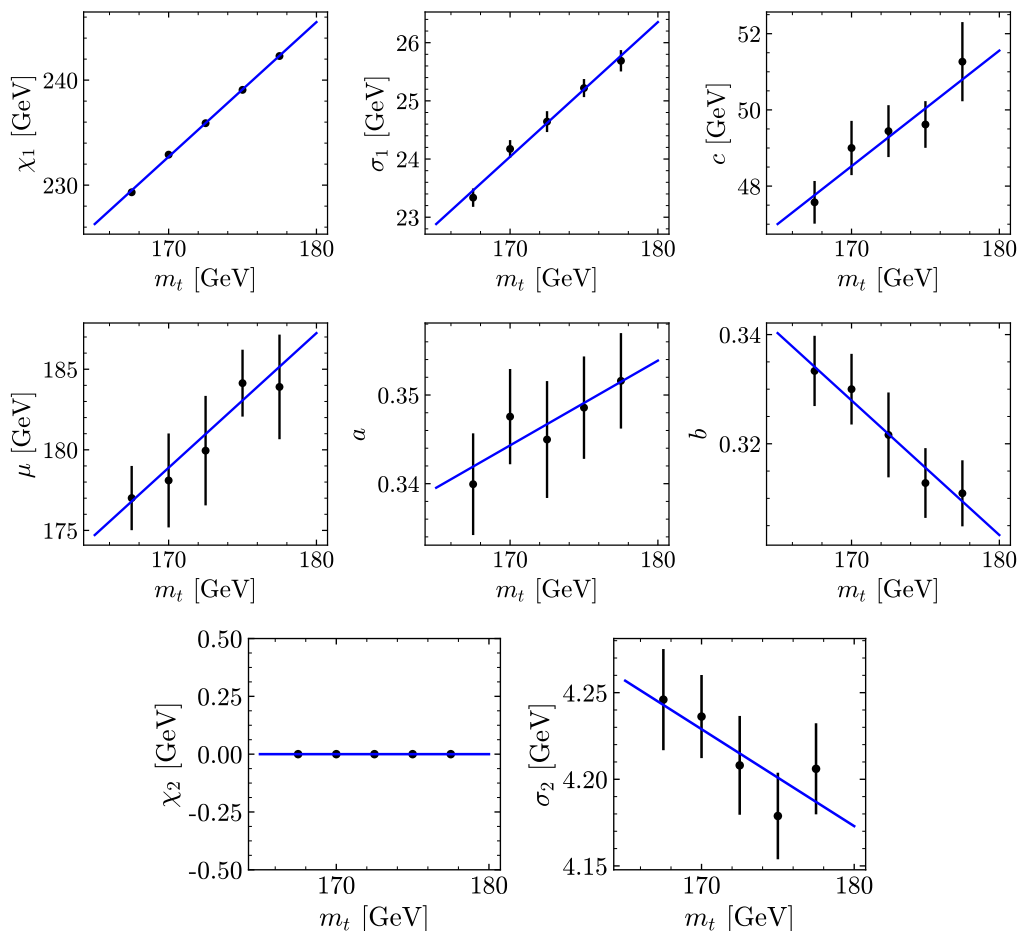 χ₁ [GeV]
240
230
170
180
mₜ [GeV]
σ₁ [GeV]
26
25
24
23
170
180
mₜ [GeV]
c [GeV]
52
50
48
170
180
mₜ [GeV]
μ [GeV]
185
180
175
170
180
mₜ [GeV]
a
0.35
0.34
170
180
mₜ [GeV]
b
0.34
0.32
170
180
mₜ [GeV]
χ₂ [GeV]
0.50
0.25
0.00
-0.25
-0.50
170
180
mₜ [GeV]
σ₂ [GeV]
4.25
4.20
4.15
170
180
mₜ [GeV]